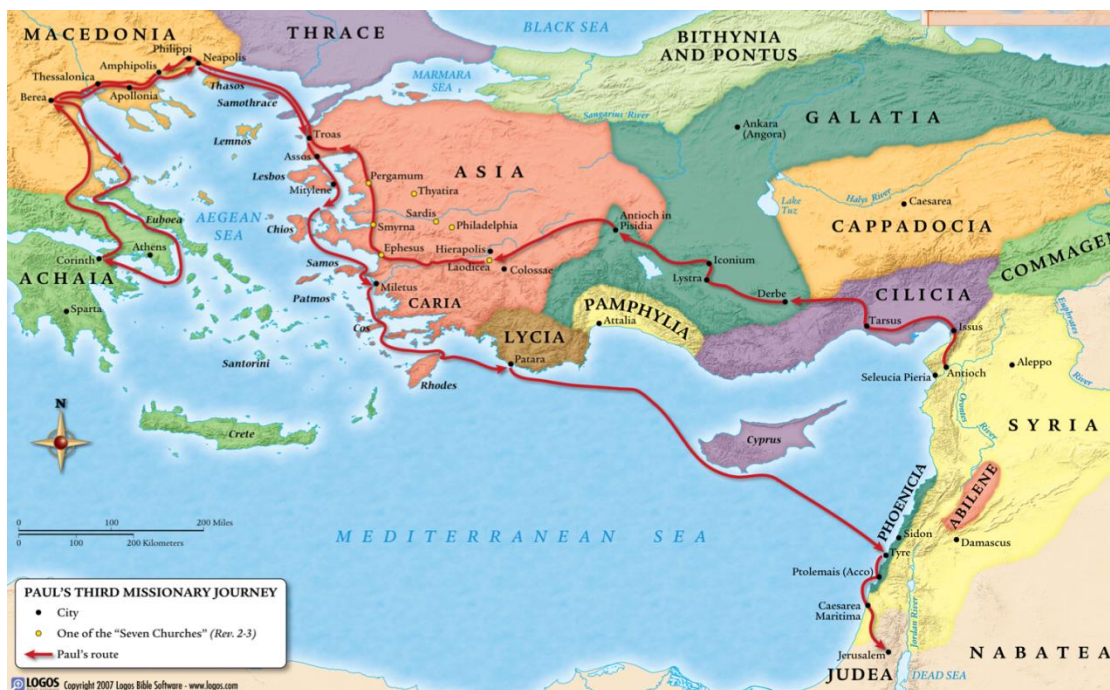 MACEDONIA
THRACE
BLACK SEA
BITHYNIA
AND PONTUS
Philippi
Neapolis
Amphipolis
Thessalonica
Berea
Apollonia
Thasos
Samothrace
MARMARA
SEA
Sangarius River
GALATIA
Ankara
(Angora)
Troas
Lemnos
Assos
ASIA
Lesbos
Mitylene
Pergamum
Thyatira
Halys River
Lake
Tuz
Caesarea
CAPPADOCIA
AEGEAN
SEA
Euboea
Chios
Sardis
Philadelphia
Smyrna
Antioch in
Pisidia
Athens
Corinth
ACHAIA
Ephesus
Hierapolis
Laodicea
Colossae
Iconium
Lystra
COMMAGEN
Samos
Miletus
Derbe
CILICIA
Patmos
CARIA
PAMPHYLIA
Attalia
Tarsus
Issus
Euphrates
River
Sparta
Cos
LYCIA
Patara
Santorini
Rhodes
Seleucia Pieria
Antioch
Aleppo
Orontes
River
N
Crete
Cyprus
SYRIA
PHOENICIA
ABILENE
0 100 200 Miles
0 100 200 Kilometers
MEDITERRANEAN SEA
Sidon
Damascus
Tyre
Ptolemais (Acco)
PAUL'S THIRD MISSIONARY JOURNEY
City
One of the "Seven Churches" (Rev. 2-3)
Paul's route
Caesarea
Maritima
Jordan River
Jerusalem
JUDEA
DEAD SEA
NABATEA
LOGOS Copyright 2007 Logos Bible Software - www.logos.com